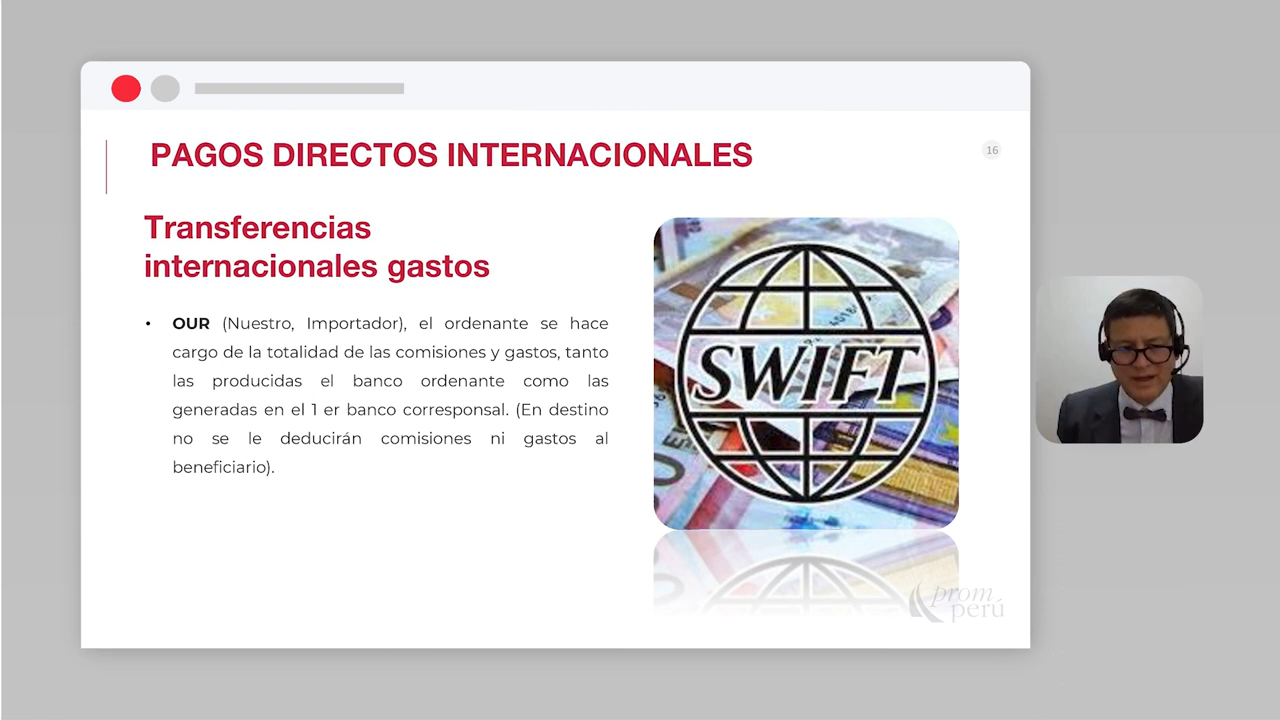 PAGOS DIRECTOS INTERNACIONALES
16
Transferencias
internacionales gastos
• OUR (Nuestro, Importador), el ordenante se hace
cargo de la totalidad de las comisiones y gastos, tanto
las producidas el banco ordenante como las
generadas en el 1 er banco corresponsal. (En destino
no se le deducirán comisiones ni gastos al
beneficiario).
SWIFT
prom
perú